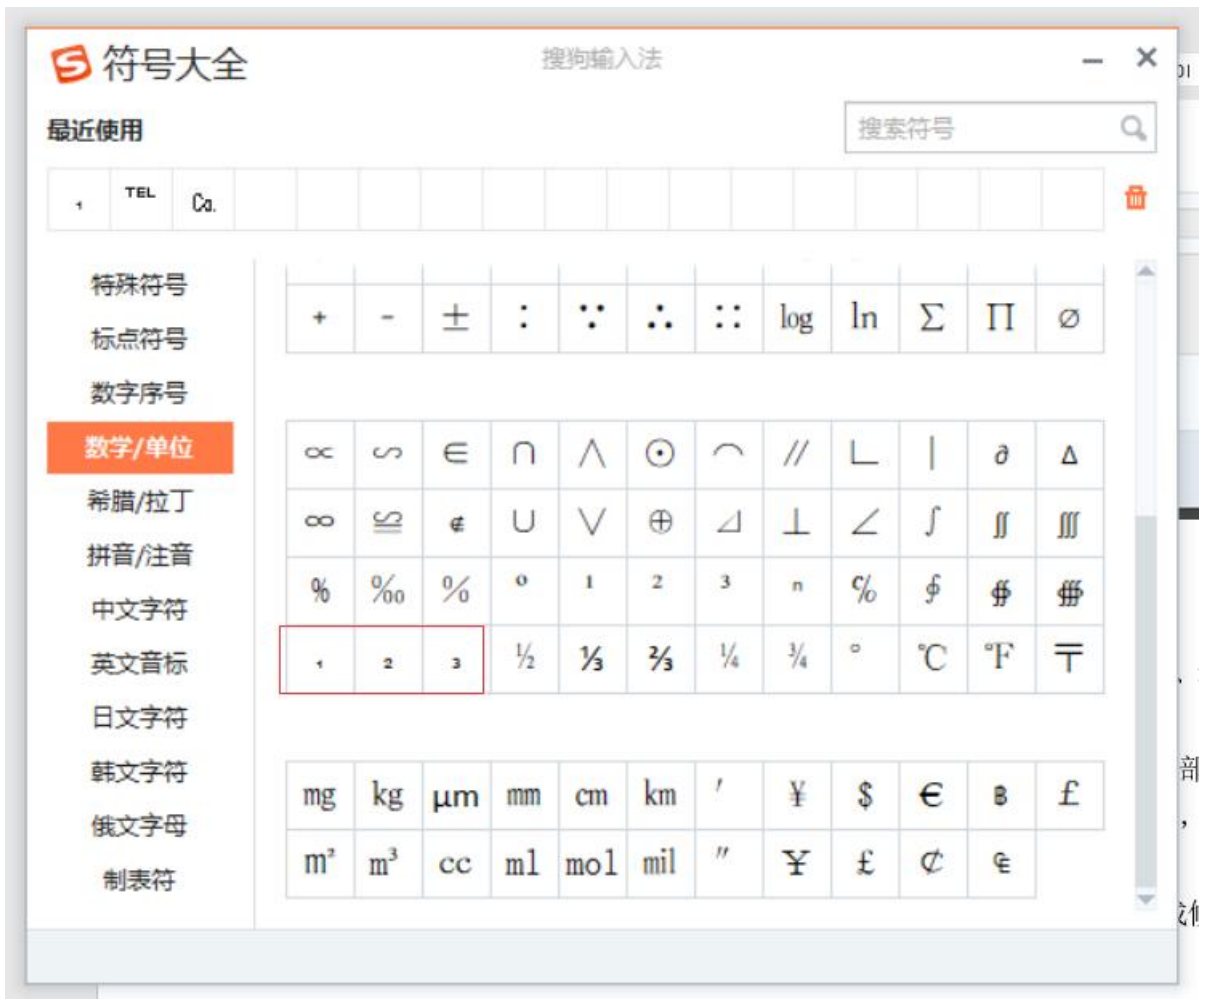 符号大全
搜狗输入法
最近使用
搜索符号
₁ TEL ㏇
特殊符号
标点符号
数字序号
数学/单位
希腊/拉丁
拼音/注音
中文字符
英文音标
日文字符
韩文字符
俄文字母
制表符
+ - ± ∶ ∵ ∴ ∷ ㏒ ㏑ ∑ ∏ ∅
∝ ∽ ∈ ∩ ∧ ⊙ ⌒ ∥ ∟ ∣ ∂ ∆
∞ ≌ ∉ ∪ ∨ ⊕ ⊿ ⊥ ∠ ∫ ∬ ∭
% ‰ ℅ º ¹ ² ³ ⁿ ℅ ∮ ∯ ∰
₁ ₂ ₃ ½ ⅓ ⅔ ¼ ¾ ° ℃ ℉ 〒
㎎ ㎏ μm ㎜ ㎝ ㎞ ′ ¥ $ € ฿ £
㎡ m³ ㏄ ml mol mil ″ ¥ £ ₵ ₠
部